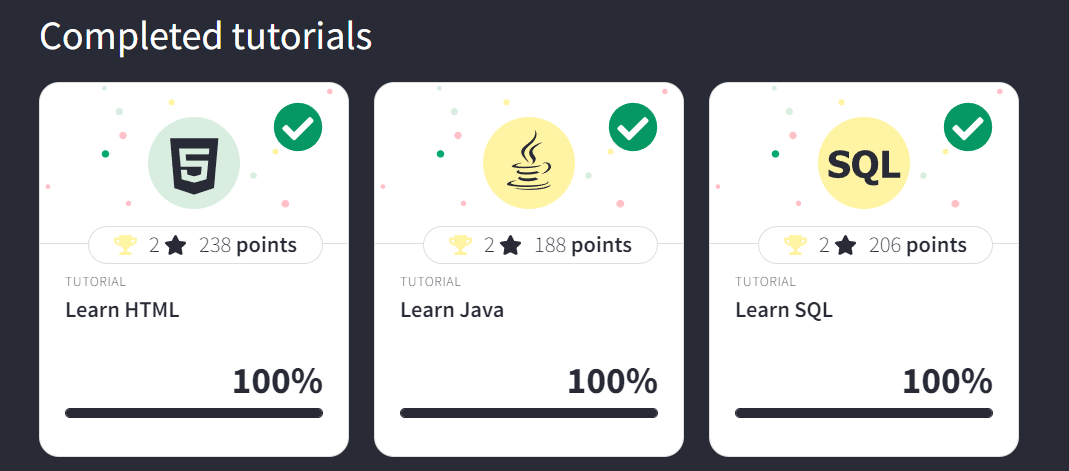 Completed tutorials
5
2 238 points
TUTORIAL
Learn HTML
100%
2 188 points
TUTORIAL
Learn Java
100%
SQL
2 206 points
TUTORIAL
Learn SQL
100%